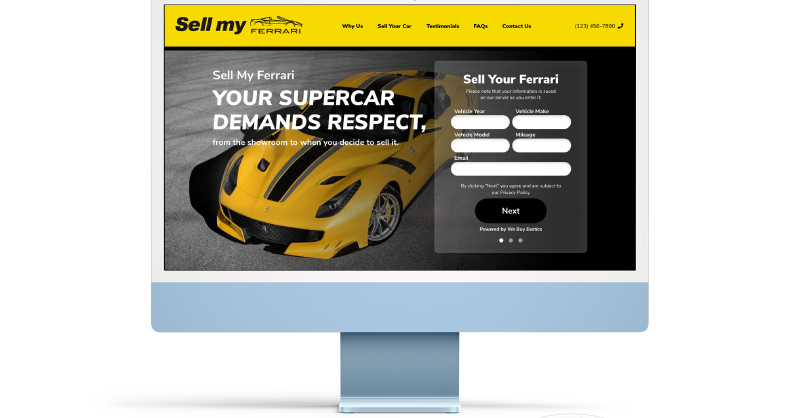 Sell my FERRARI
Why Us Sell Your Car Testimonials FAQs Contact Us (123) 456-7890
Sell My Ferrari
YOUR SUPERCAR
DEMANDS RESPECT,
from the showroom to when you decide to sell it.
Sell Your Ferrari
Please note that your information is saved
on our server as you enter it.
Vehicle Year Vehicle Make
Vehicle Model Mileage
Email
By clicking "Next" you agree and are subject to
our Privacy Policy
Next
Powered by We Buy Exotics